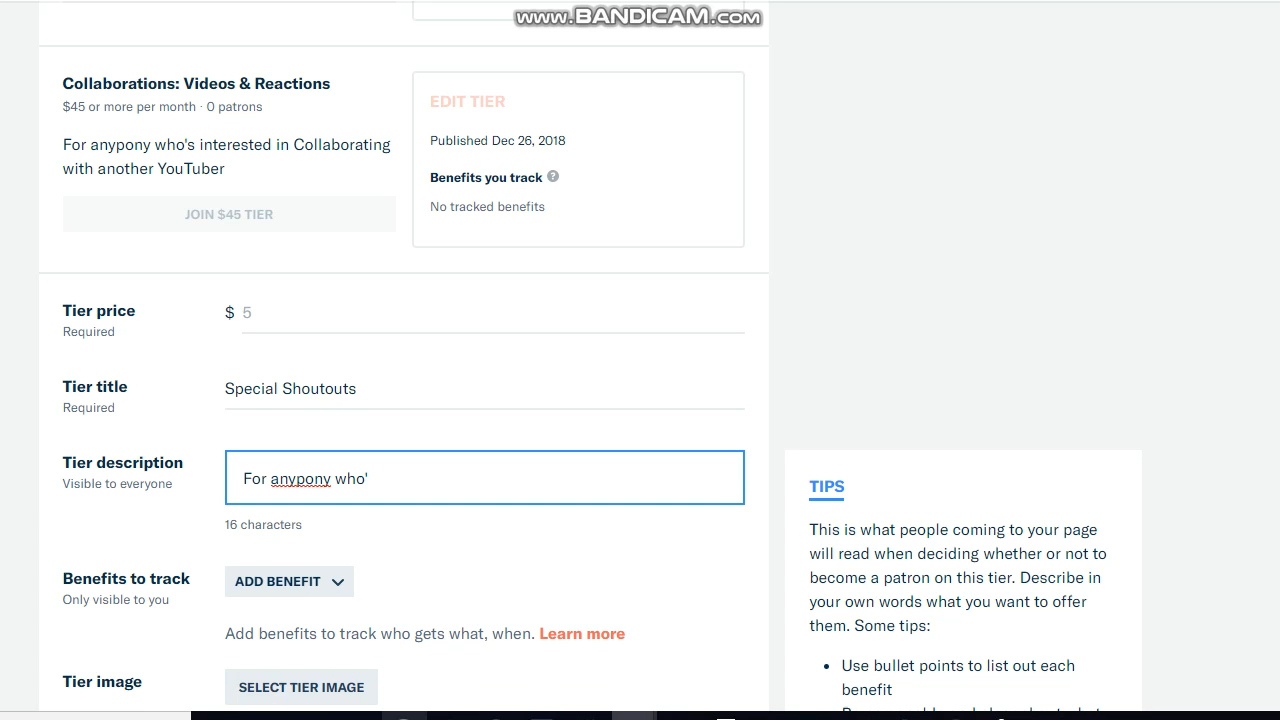 www.BANDICAM.com
Collaborations: Videos & Reactions
$45 or more per month · 0 patrons
For anypony who's interested in Collaborating
with another YouTuber
JOIN $45 TIER
EDIT TIER
Published Dec 26, 2018
Benefits you track ?
No tracked benefits
Tier price
Required
$ 5
Tier title
Required
Special Shoutouts
Tier description
Visible to everyone
For anypony who'
16 characters
Benefits to track
Only visible to you
ADD BENEFIT
Add benefits to track who gets what, when. Learn more
Tier image
SELECT TIER IMAGE
TIPS
This is what people coming to your page
will read when deciding whether or not to
become a patron on this tier. Describe in
your own words what you want to offer
them. Some tips:
• Use bullet points to list out each
benefit